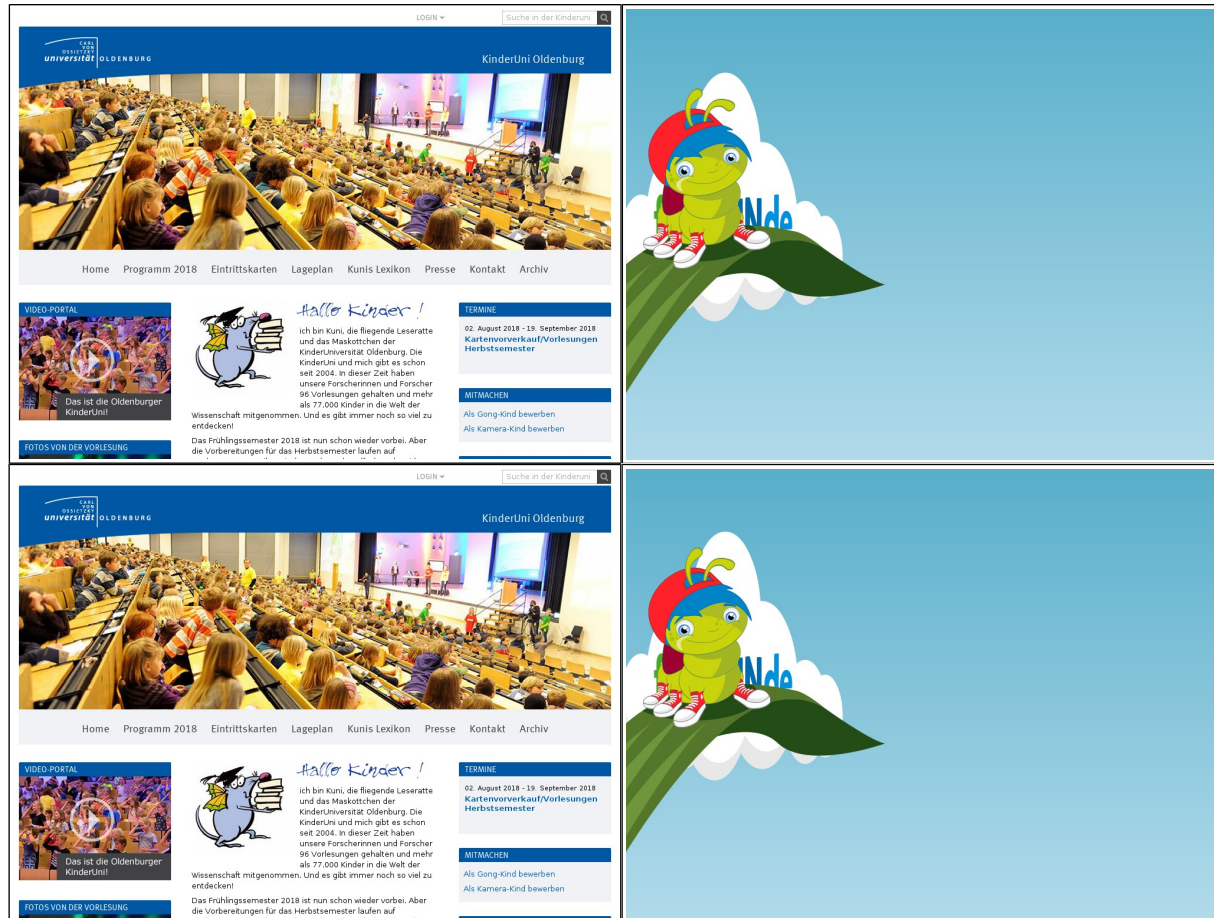 LOGIN
Suche in der Kinderuni
CARL
VON
OSSIETZKY
universität OLDENBURG
KinderUni Oldenburg
Home Programm 2018 Eintrittskarten Lageplan Kunis Lexikon Presse Kontakt Archiv
VIDEO-PORTAL
Das ist die Oldenburger
KinderUni!
FOTOS VON DER VORLESUNG
Hallo Kinder !
ich bin Kuni, die fliegende Leseratte
und das Maskottchen der
KinderUniversität Oldenburg. Die
KinderUni und mich gibt es schon
seit 2004. In dieser Zeit haben
unsere Forscherinnen und Forscher
96 Vorlesungen gehalten und mehr
als 77.000 Kinder in die Welt der
Wissenschaft mitgenommen. Und es gibt immer noch so viel zu
entdecken!
Das Frühlingssemester 2018 ist nun schon wieder vorbei. Aber
die Vorbereitungen für das Herbstsemester laufen auf
TERMINE
02. August 2018 - 19. September 2018
Kartenvorverkauf/Vorlesungen
Herbstsemester
MITMACHEN
Als Gong-Kind bewerben
Als Kamera-Kind bewerben
N.de
LOGIN
Suche in der Kinderuni
CARL
VON
OSSIETZKY
universität OLDENBURG
KinderUni Oldenburg
Home Programm 2018 Eintrittskarten Lageplan Kunis Lexikon Presse Kontakt Archiv
VIDEO-PORTAL
Das ist die Oldenburger
KinderUni!
FOTOS VON DER VORLESUNG
Hallo Kinder !
ich bin Kuni, die fliegende Leseratte
und das Maskottchen der
KinderUniversität Oldenburg. Die
KinderUni und mich gibt es schon
seit 2004. In dieser Zeit haben
unsere Forscherinnen und Forscher
96 Vorlesungen gehalten und mehr
als 77.000 Kinder in die Welt der
Wissenschaft mitgenommen. Und es gibt immer noch so viel zu
entdecken!
Das Frühlingssemester 2018 ist nun schon wieder vorbei. Aber
die Vorbereitungen für das Herbstsemester laufen auf
TERMINE
02. August 2018 - 19. September 2018
Kartenvorverkauf/Vorlesungen
Herbstsemester
MITMACHEN
Als Gong-Kind bewerben
Als Kamera-Kind bewerben
N.de